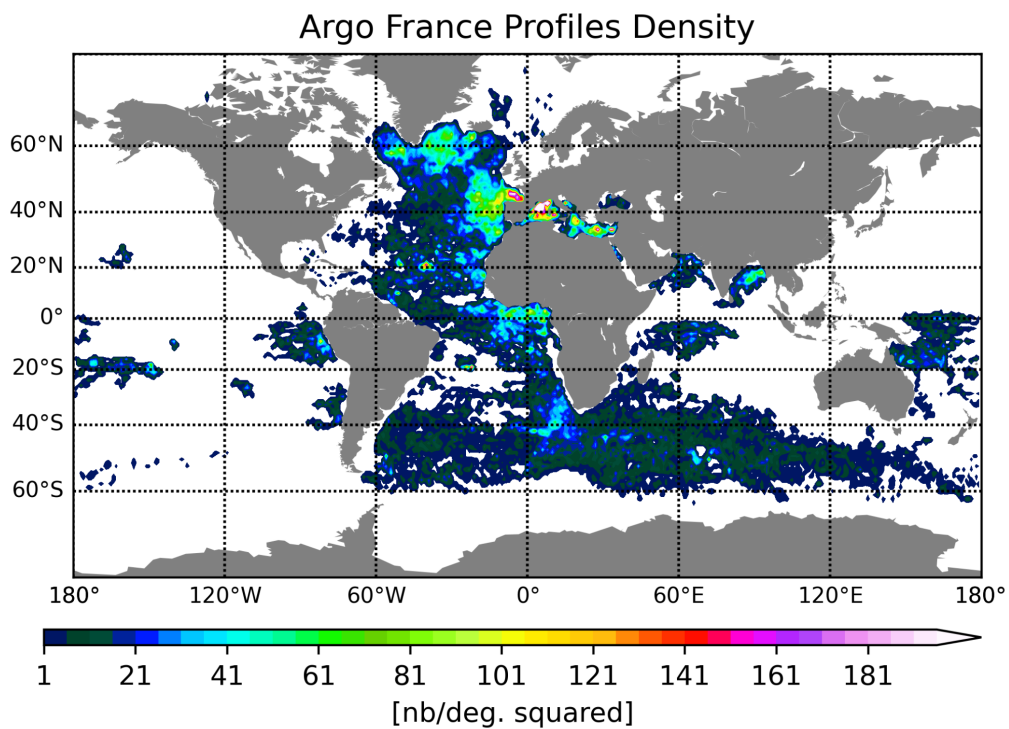 Argo France Profiles Density
60°N
40°N
20°N
0°
20°S
40°S
60°S
180° 120°W 60°W 0° 60°E 120°E 180°
1 21 41 61 81 101 121 141 161 181
[nb/deg. squared]